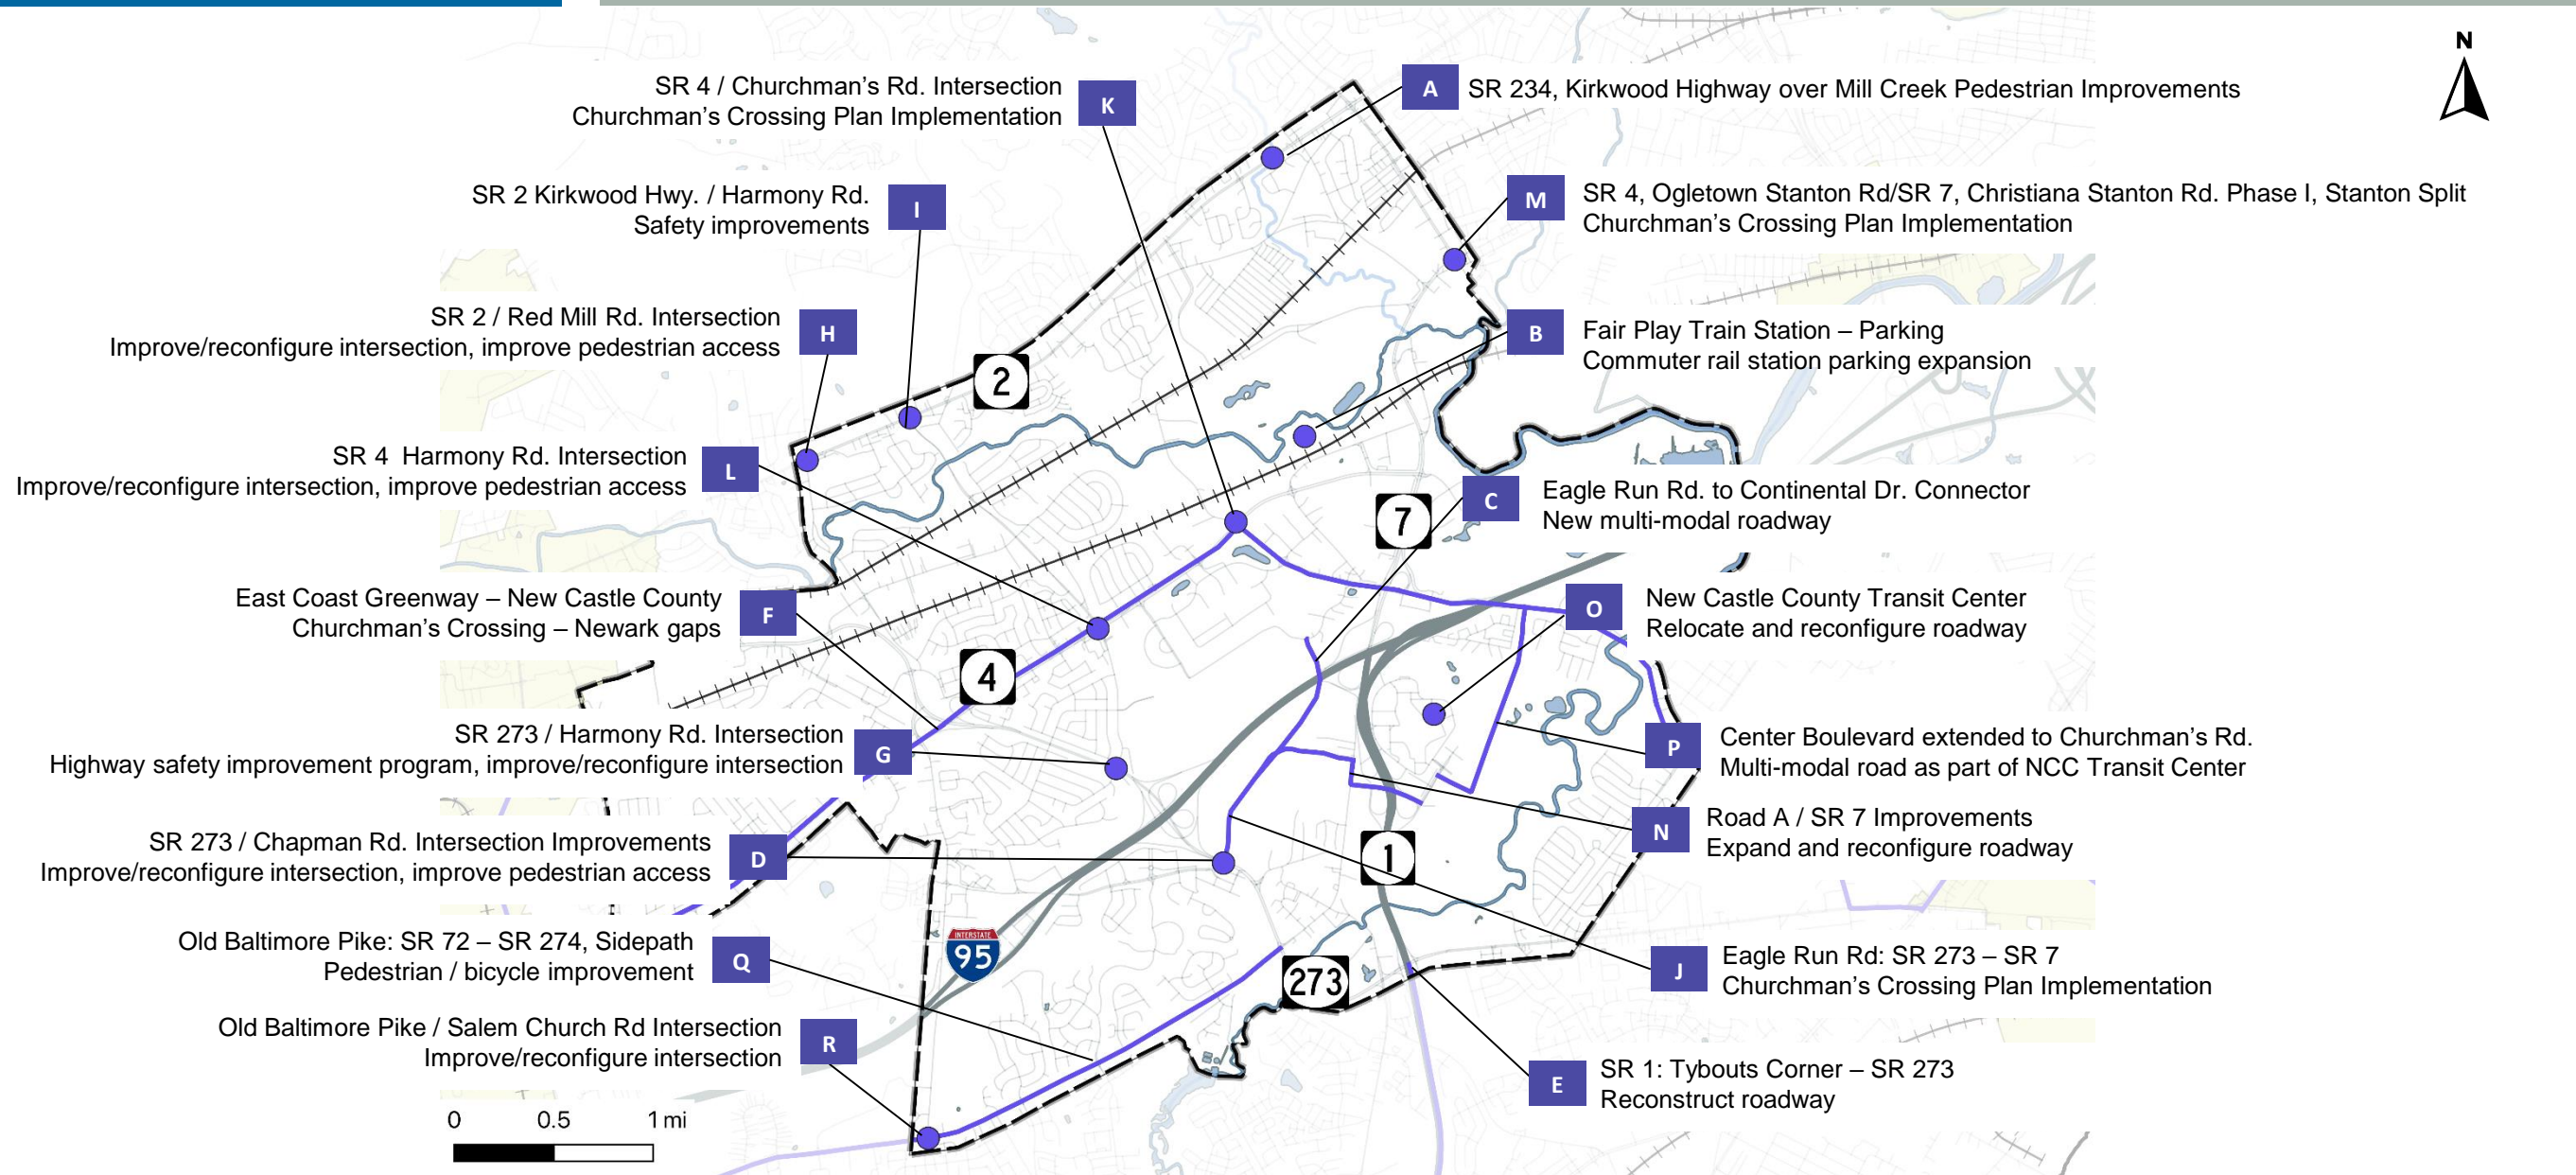 N
SR 4 / Churchman's Rd. Intersection
Churchman's Crossing Plan Implementation
K
A
SR 234, Kirkwood Highway over Mill Creek Pedestrian Improvements
SR 2 Kirkwood Hwy. / Harmony Rd.
Safety improvements
I
M
SR 4, Ogletown Stanton Rd/SR 7, Christiana Stanton Rd. Phase I, Stanton Split
Churchman's Crossing Plan Implementation
SR 2 / Red Mill Rd. Intersection
Improve/reconfigure intersection, improve pedestrian access
H
B
Fair Play Train Station – Parking
Commuter rail station parking expansion
2
SR 4  Harmony Rd. Intersection
Improve/reconfigure intersection, improve pedestrian access
L
C
Eagle Run Rd. to Continental Dr. Connector
New multi-modal roadway
7
East Coast Greenway – New Castle County
Churchman's Crossing – Newark gaps
F
O
New Castle County Transit Center
Relocate and reconfigure roadway
4
SR 273 / Harmony Rd. Intersection
Highway safety improvement program, improve/reconfigure intersection
G
P
Center Boulevard extended to Churchman's Rd.
Multi-modal road as part of NCC Transit Center
SR 273 / Chapman Rd. Intersection Improvements
Improve/reconfigure intersection, improve pedestrian access
D
N
Road A / SR 7 Improvements
Expand and reconfigure roadway
1
Old Baltimore Pike: SR 72 – SR 274, Sidepath
Pedestrian / bicycle improvement
Q
INTERSTATE
95
273
J
Eagle Run Rd: SR 273 – SR 7
Churchman's Crossing Plan Implementation
Old Baltimore Pike / Salem Church Rd Intersection
Improve/reconfigure intersection
R
E
SR 1: Tybouts Corner – SR 273
Reconstruct roadway
0 0.5 1 mi